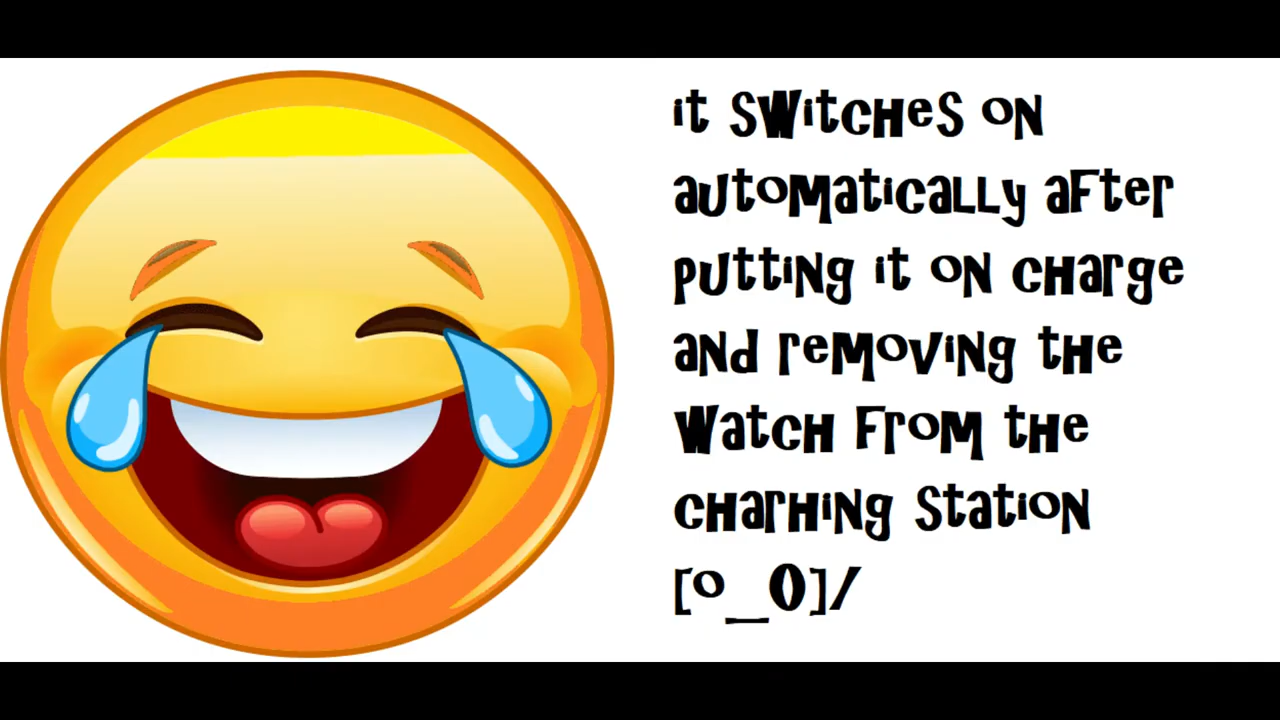 it switches on
automatically after
putting it on charge
and removing the
watch from the
charhing station
[o_0]/